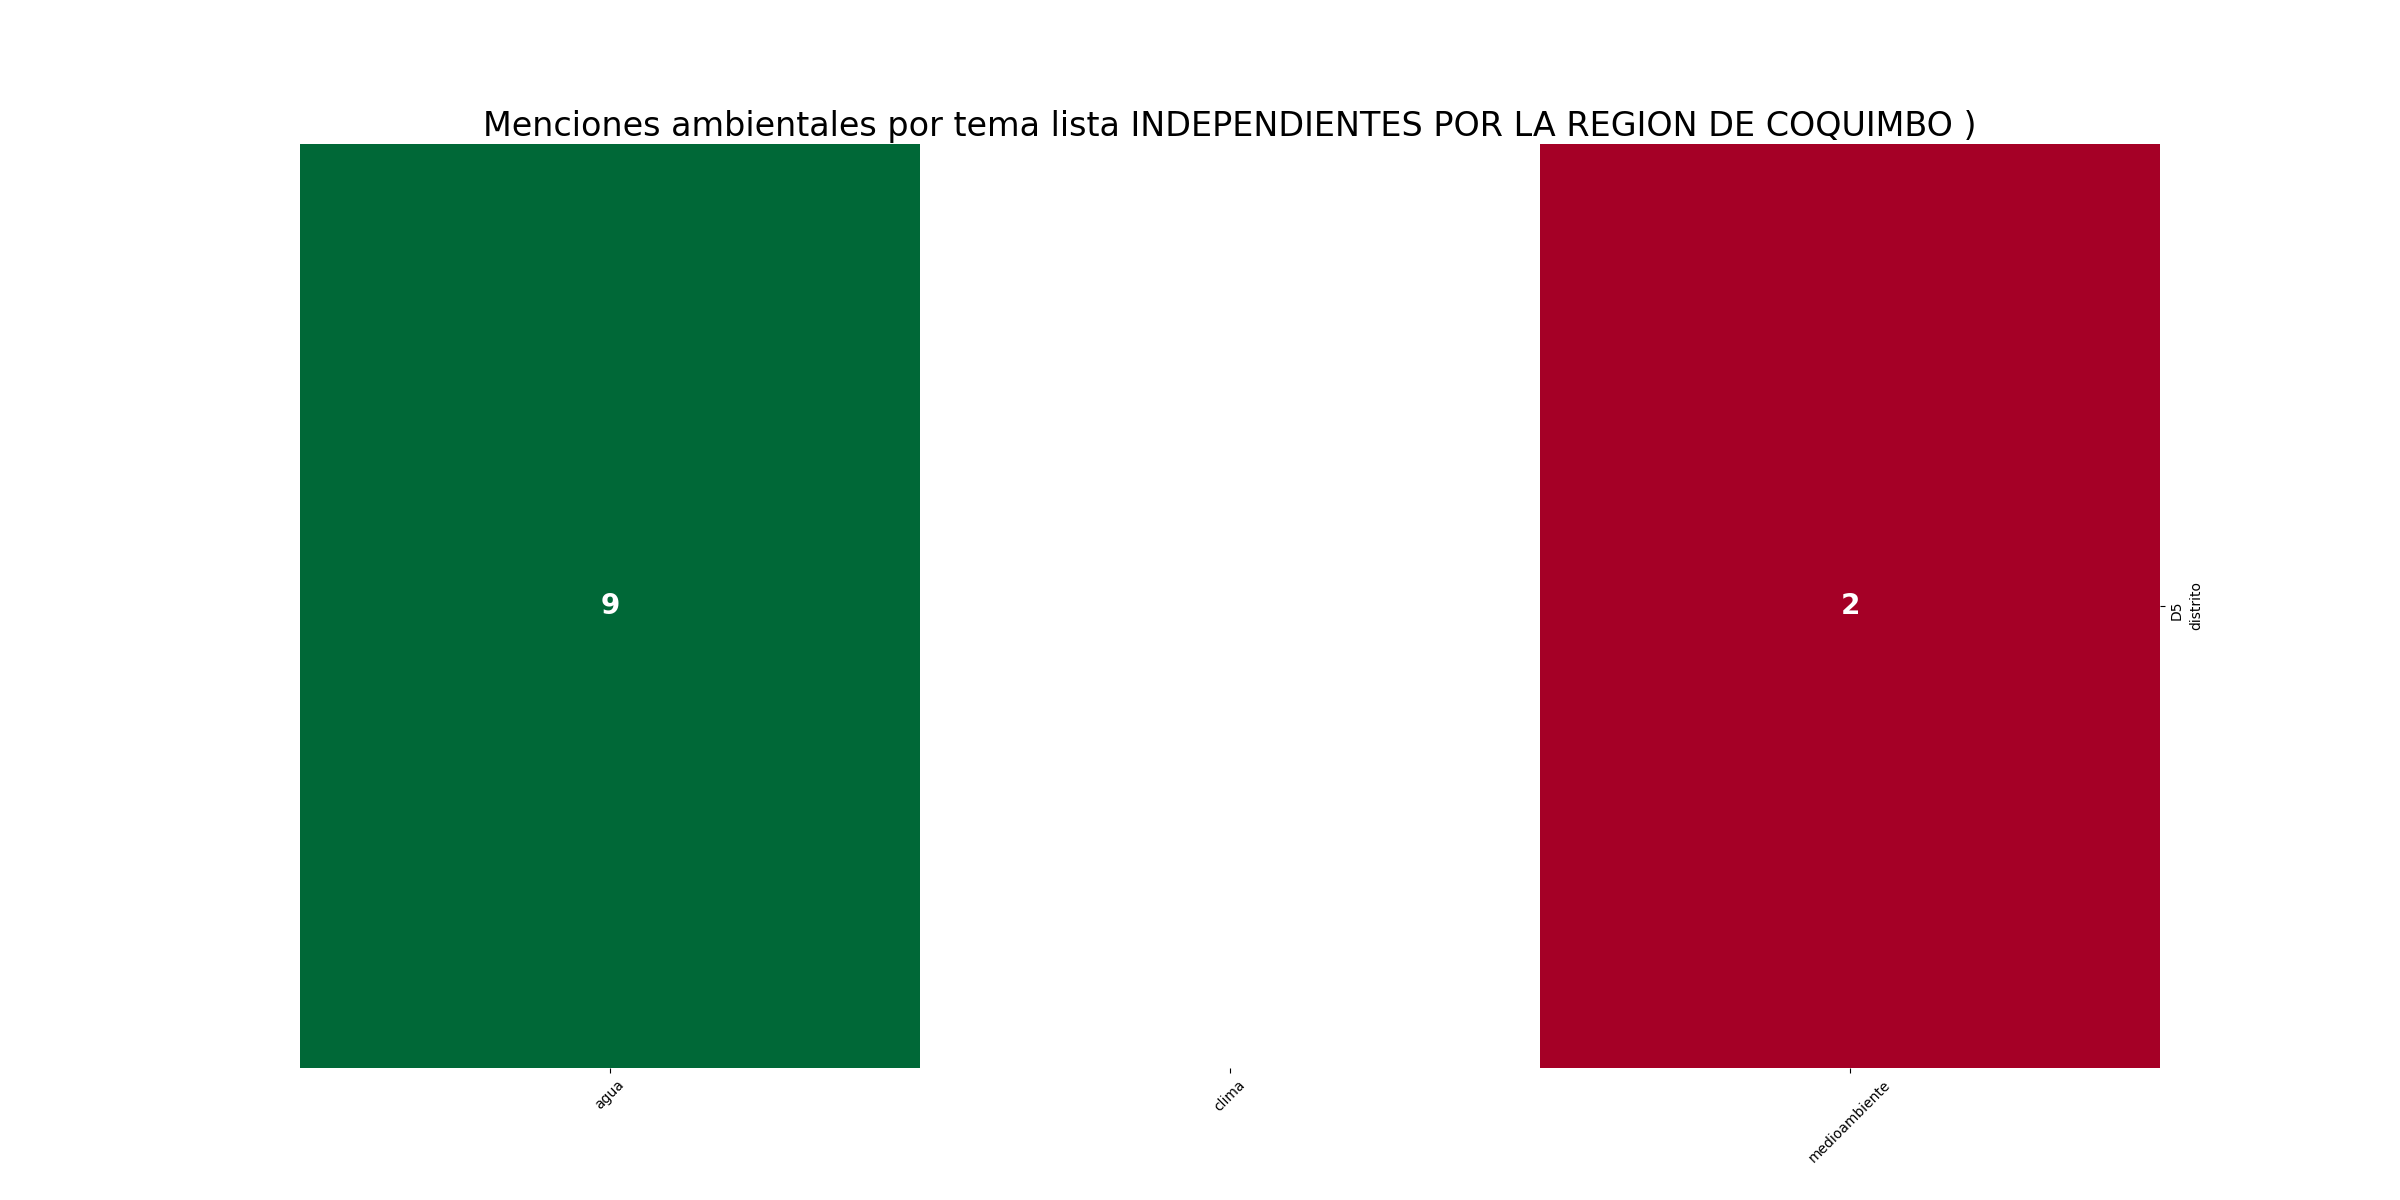 Menciones ambientales por tema lista INDEPENDIENTES POR LA REGION DE COQUIMBO )
9
2
D5
distrito
agua
clima
medioambiente